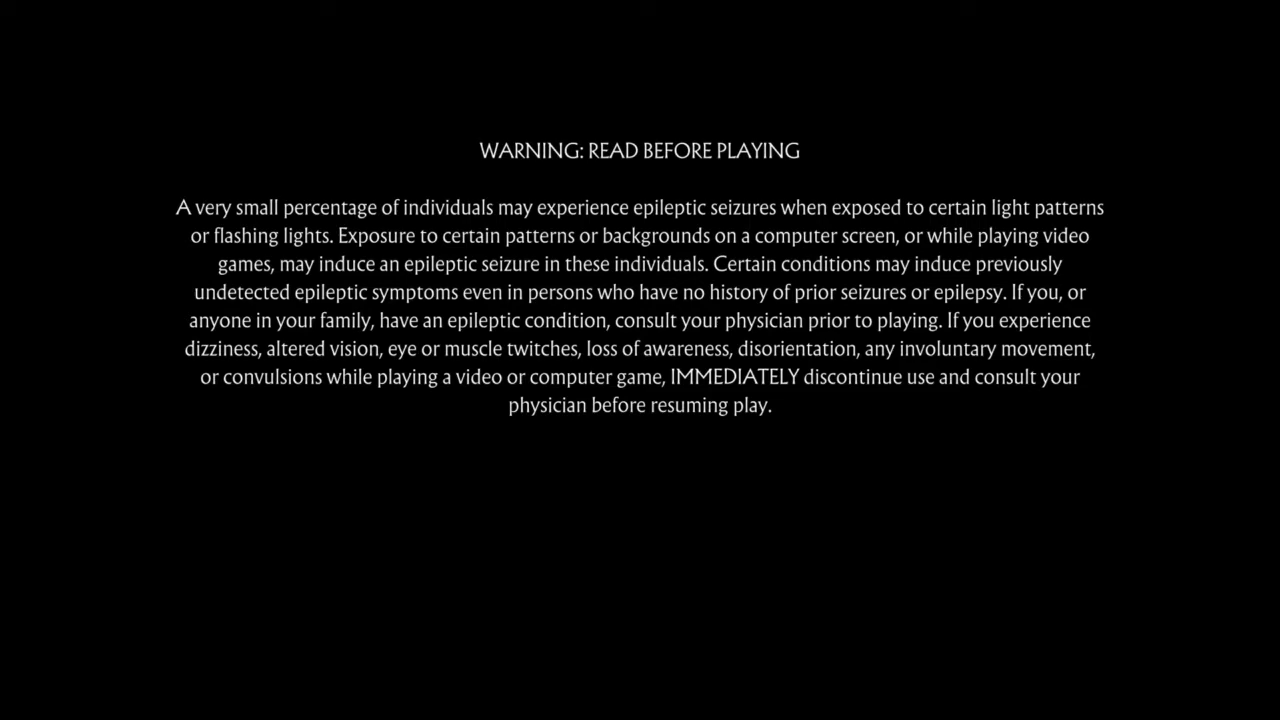 WARNING: READ BEFORE PLAYING
A very small percentage of individuals may experience epileptic seizures when exposed to certain light patterns
or flashing lights. Exposure to certain patterns or backgrounds on a computer screen, or while playing video
games, may induce an epileptic seizure in these individuals. Certain conditions may induce previously
undetected epileptic symptoms even in persons who have no history of prior seizures or epilepsy. If you, or
anyone in your family, have an epileptic condition, consult your physician prior to playing. If you experience
dizziness, altered vision, eye or muscle twitches, loss of awareness, disorientation, any involuntary movement,
or convulsions while playing a video or computer game, IMMEDIATELY discontinue use and consult your
physician before resuming play.